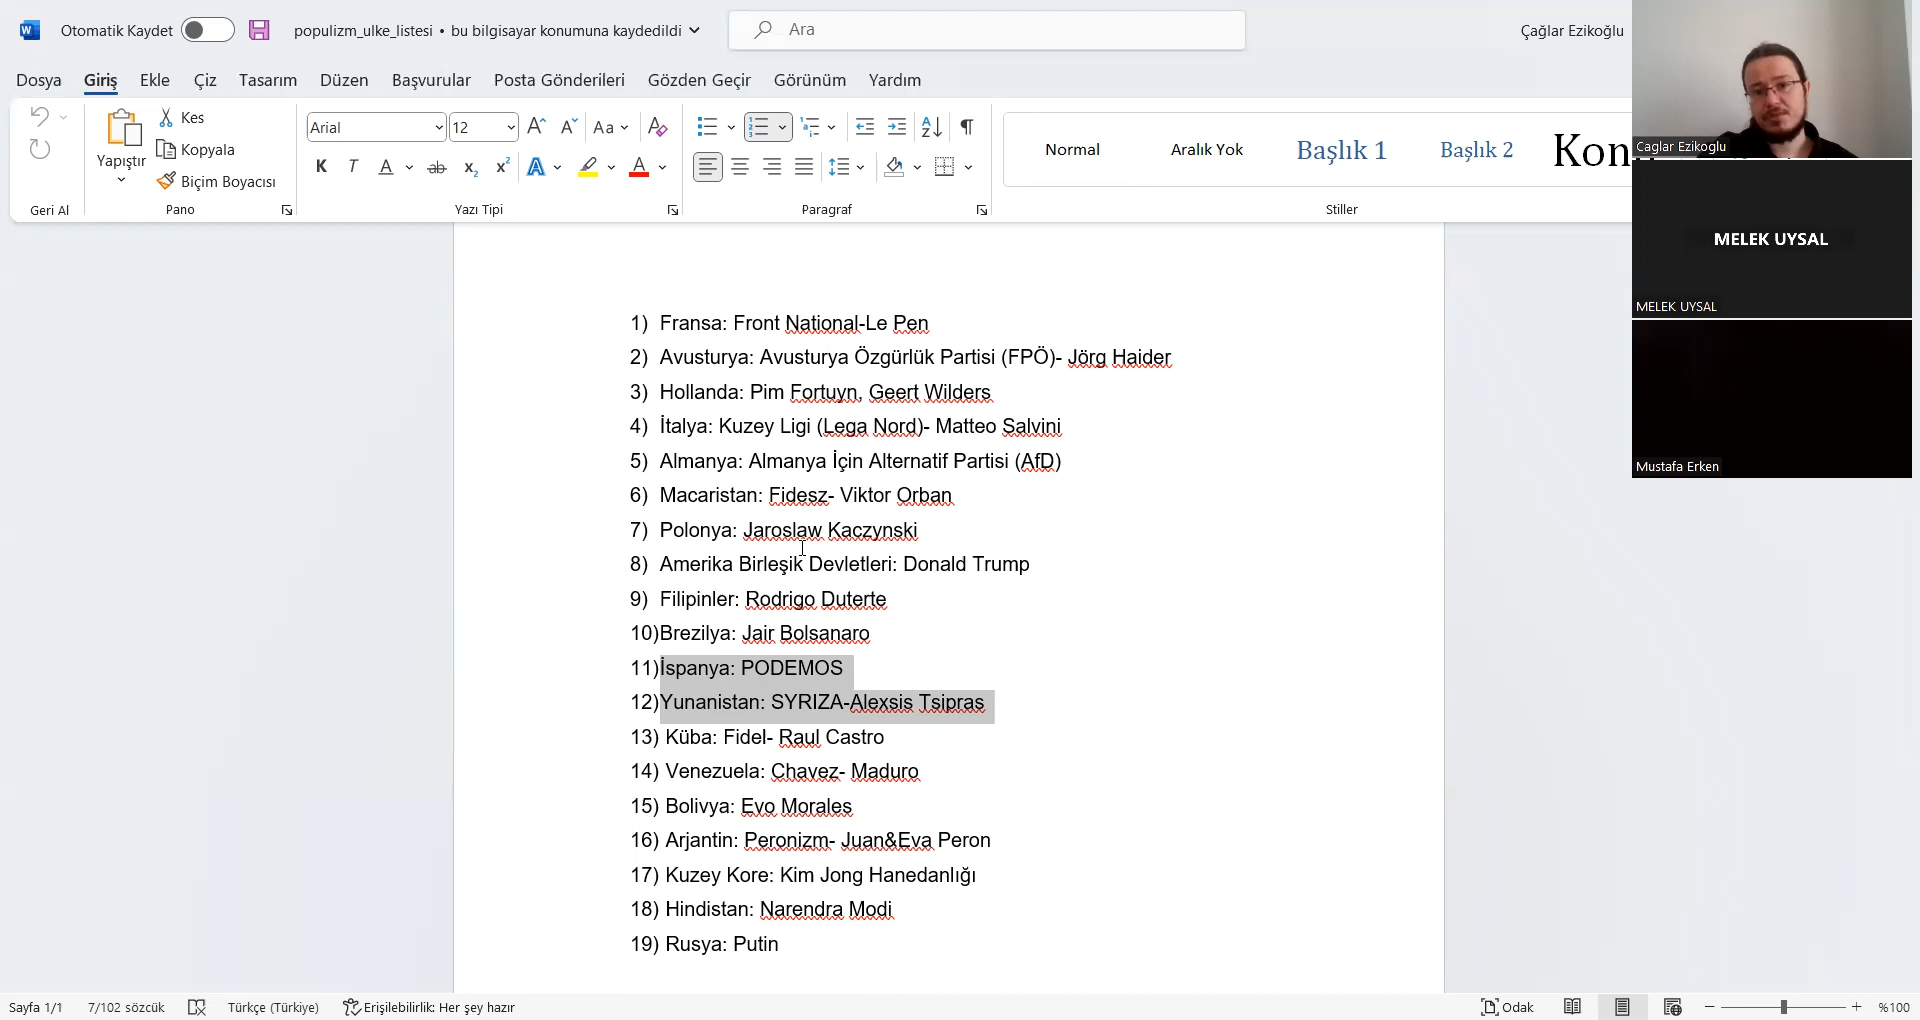 Otomatik Kaydet
populizm_ulke_listesi • bu bilgisayar konumuna kaydedildi
Ara
Çağlar Ezikoğlu
Dosya Giriş Ekle Çiz Tasarım Düzen Başvurular Posta Gönderileri Gözden Geçir Görünüm Yardım
Yapıştır
Kes
Kopyala
Biçim Boyacısı
Arial 12
Normal
Aralık Yok
Başlık 1
Başlık 2
Geri Al
Pano
Yazı Tipi
Paragraf
Stiller
Caglar Ezikoglu
MELEK UYSAL
MELEK UYSAL
Mustafa Erken
1) Fransa: Front National-Le Pen
2) Avusturya: Avusturya Özgürlük Partisi (FPÖ)- Jörg Haider
3) Hollanda: Pim Fortuyn, Geert Wilders
4) İtalya: Kuzey Ligi (Lega Nord)- Matteo Salvini
5) Almanya: Almanya İçin Alternatif Partisi (AfD)
6) Macaristan: Fidesz- Viktor Orban
7) Polonya: Jaroslaw Kaczynski
8) Amerika Birleşik Devletleri: Donald Trump
9) Filipinler: Rodrigo Duterte
10)Brezilya: Jair Bolsanaro
11)İspanya: PODEMOS
12)Yunanistan: SYRIZA-Alexsis Tsipras
13) Küba: Fidel- Raul Castro
14) Venezuela: Chavez- Maduro
15) Bolivya: Evo Morales
16) Arjantin: Peronizm- Juan&Eva Peron
17) Kuzey Kore: Kim Jong Hanedanlığı
18) Hindistan: Narendra Modi
19) Rusya: Putin
Sayfa 1/1 7/102 sözcük Türkçe (Türkiye) Erişilebilirlik: Her şey hazır
Odak
%100